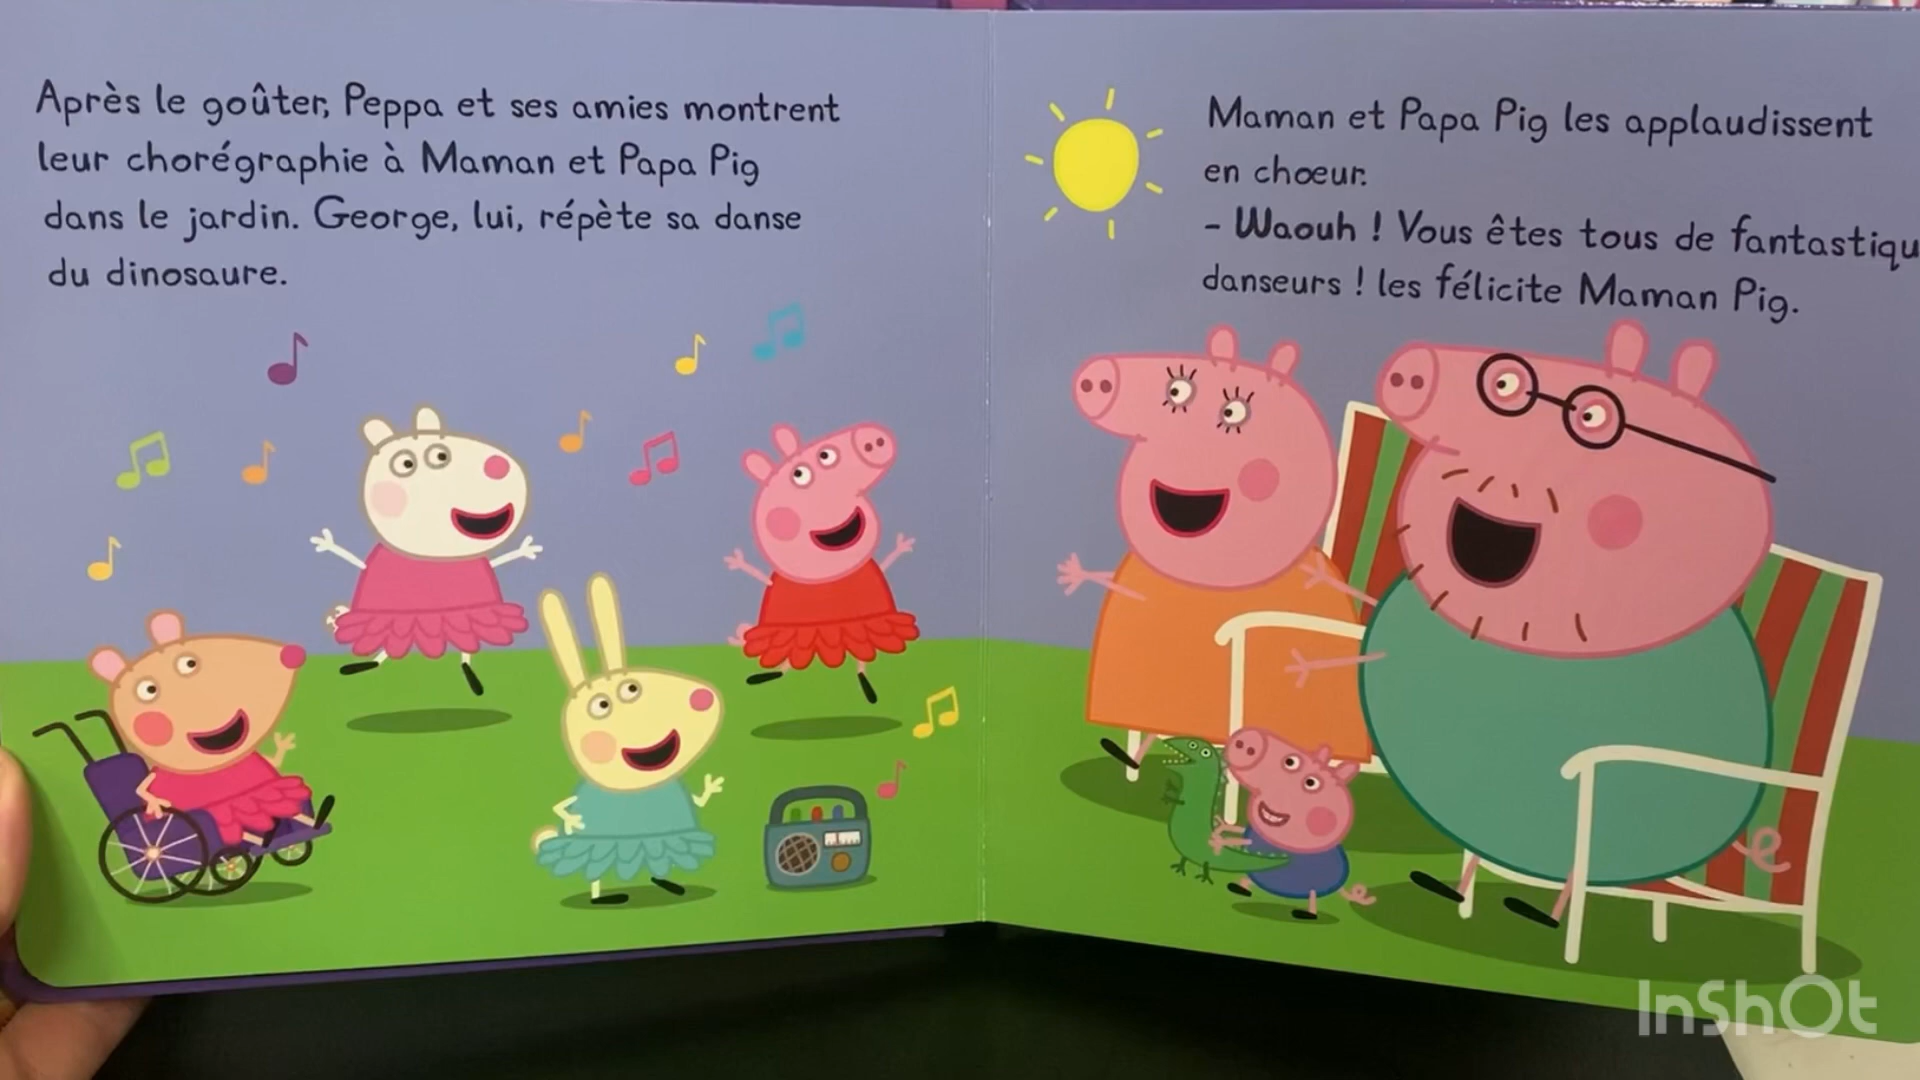 Après le goûter, Peppa et ses amies montrent
leur chorégraphie à Maman et Papa Pig
dans le jardin. George, lui, répète sa danse
du dinosaure.
Maman et Papa Pig les applaudissent
en chœur.
- Waouh ! Vous êtes tous de fantastiqu
danseurs ! les félicite Maman Pig.
InShOt